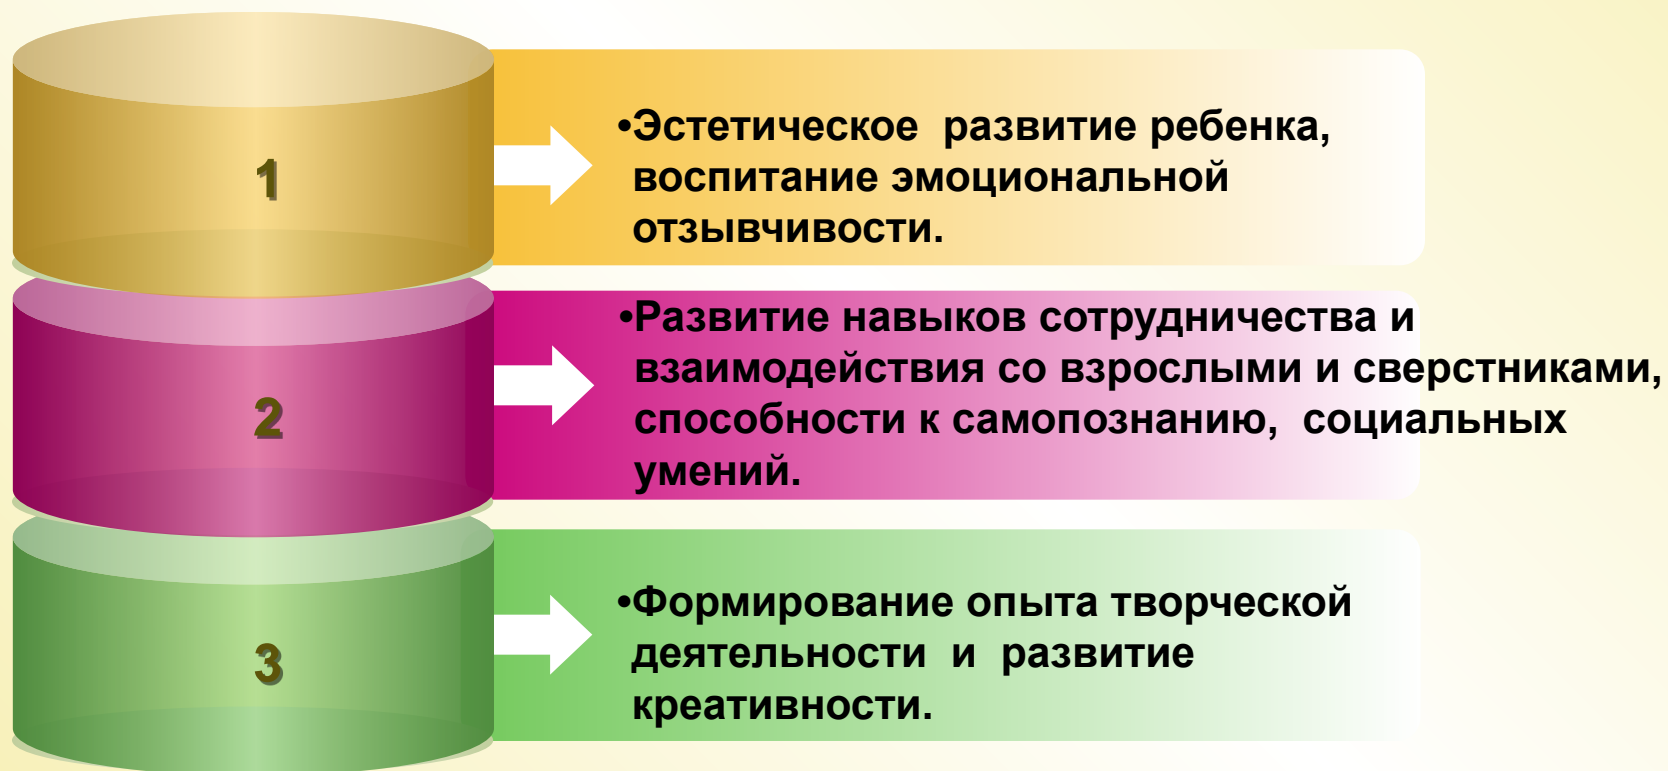 1
•Эстетическое развитие ребенка,
воспитание эмоциональной
отзывчивости.
2
•Развитие навыков сотрудничества и
взаимодействия со взрослыми и сверстниками,
способности к самопознанию, социальных
умений.
3
•Формирование опыта творческой
деятельности и развитие
креативности.